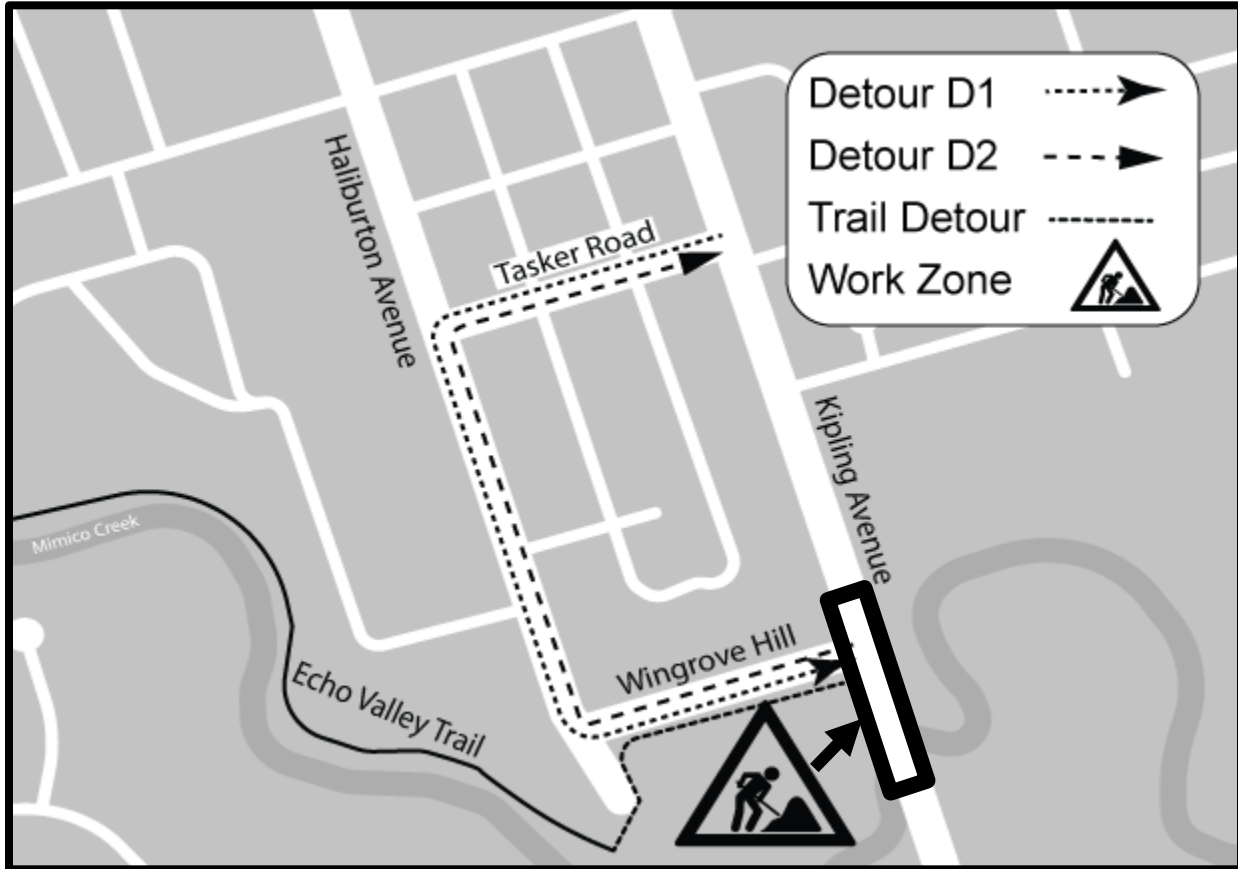 Detour D1
Detour D2
Trail Detour
Work Zone
Haliburton Avenue
Tasker Road
Kipling Avenue
Mimico Creek
Wingrove Hill
Echo Valley Trail